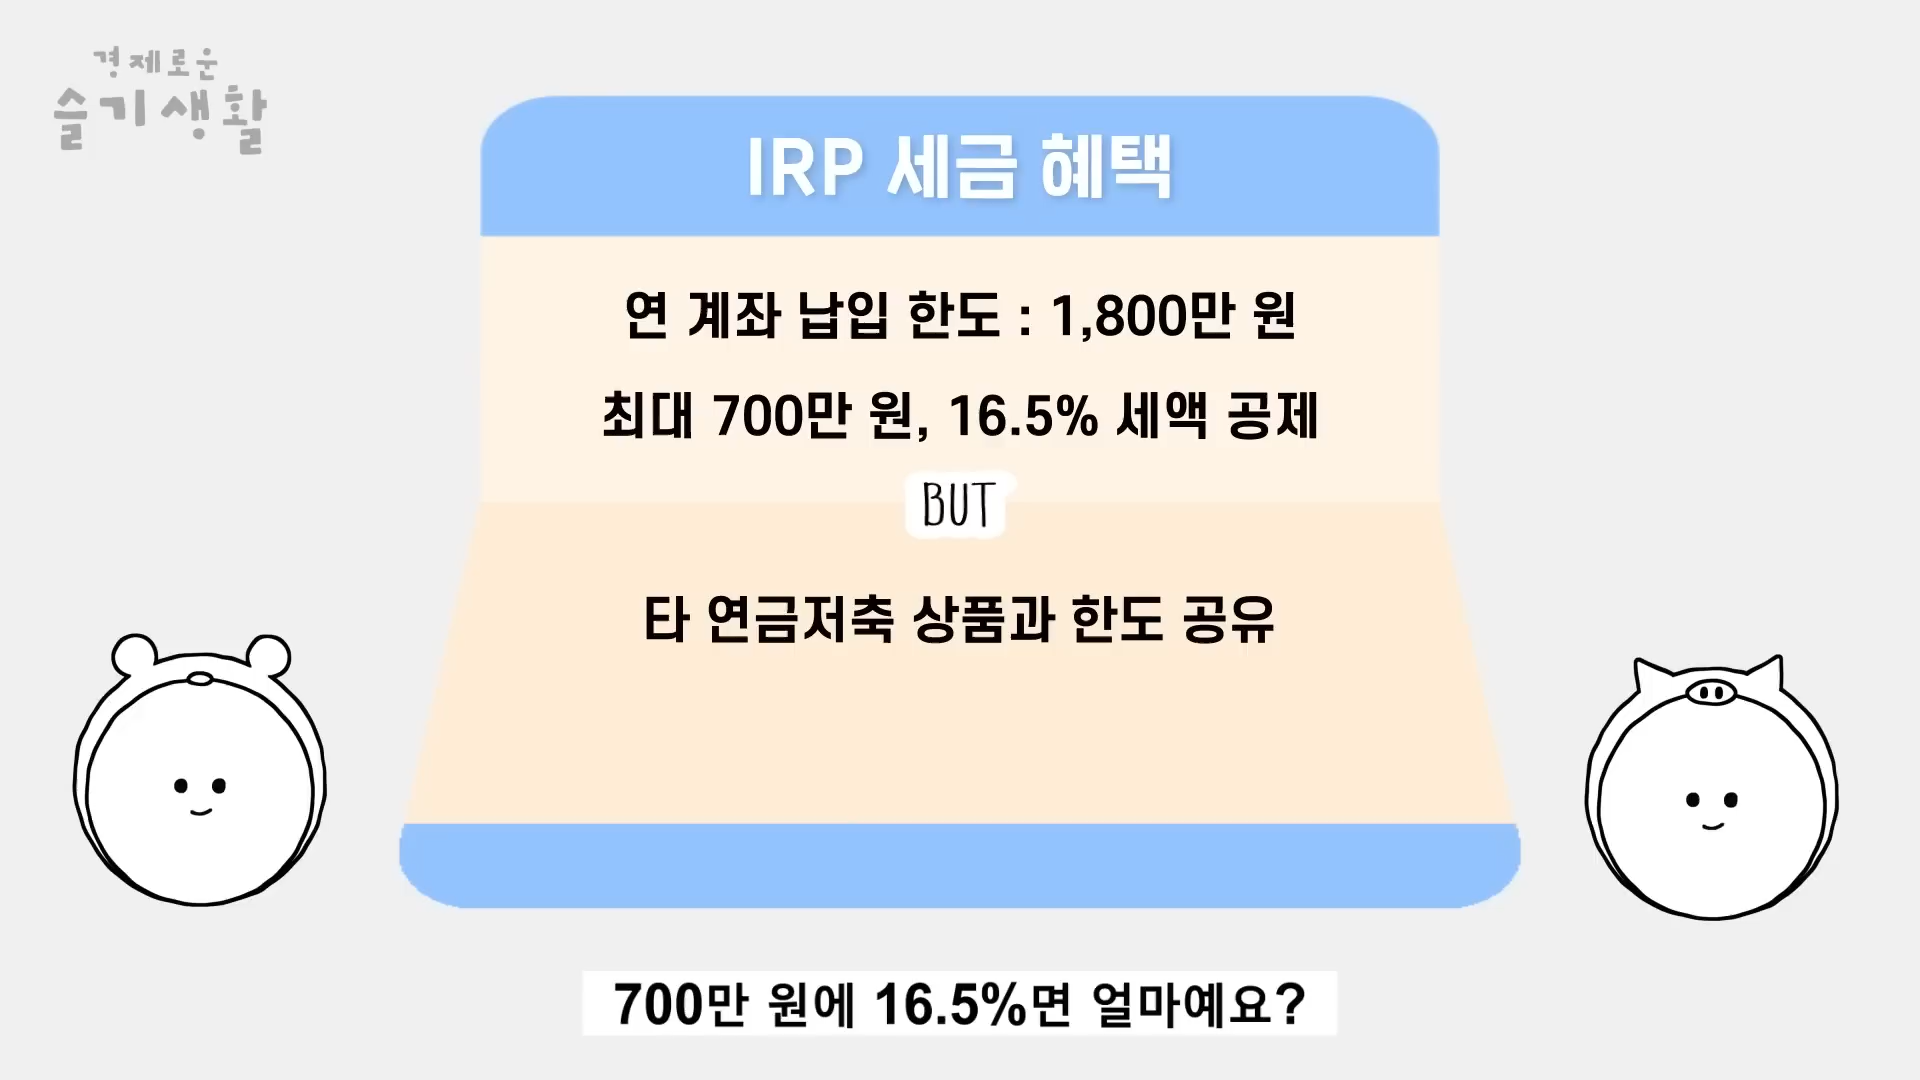 경제로운
슬기생활
IRP 세금 혜택
연 계좌 납입 한도 : 1,800만 원
최대 700만 원, 16.5% 세액 공제
BUT
타 연금저축 상품과 한도 공유
700만 원에 16.5%면 얼마예요?